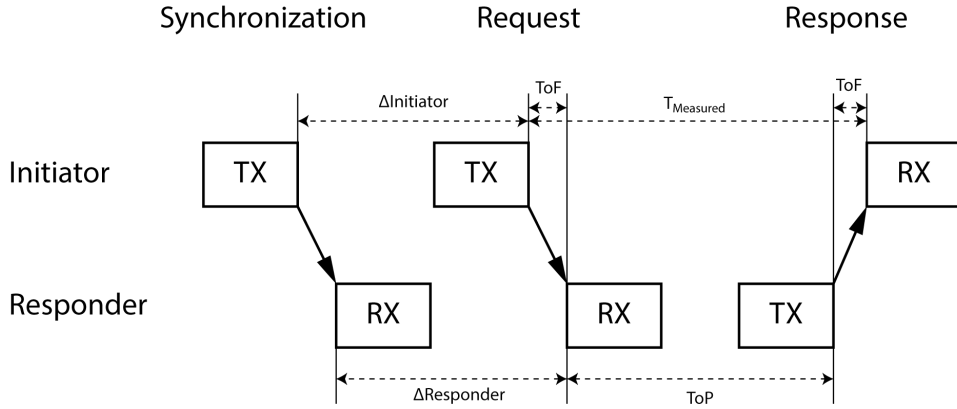 Synchronization Request Response
ToF ToF
ΔInitiator TMeasured
Initiator TX TX RX
Responder RX RX TX
ΔResponder ToP